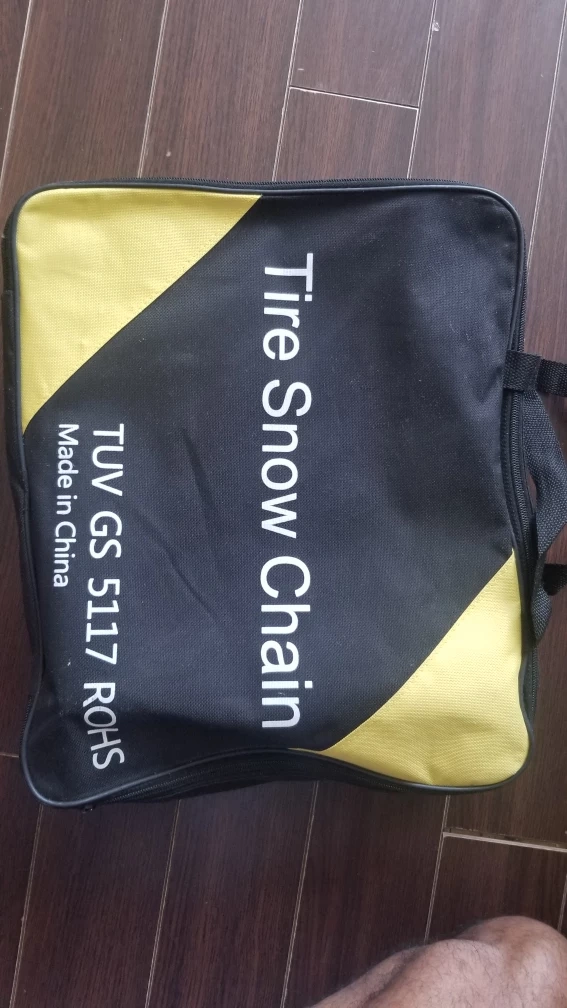 Tire Snow Chain
TUV GS 5117 ROHS
Made in China